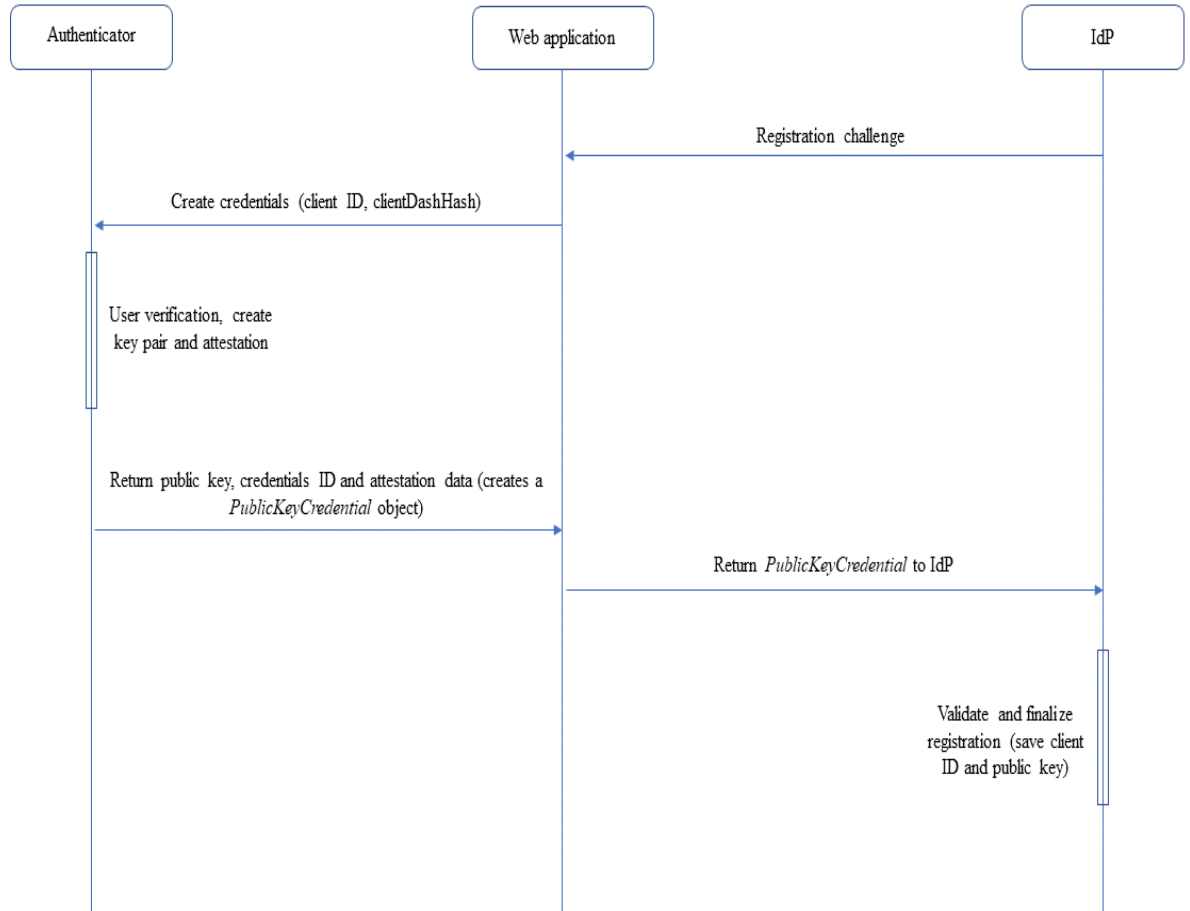 Authenticator
Web application
IdP
Registration challenge
Create credentials (client ID, clientDashHash)
User verification, create
key pair and attestation
Return public key, credentials ID and attestation data (creates a
PublicKeyCredential object)
Return PublicKeyCredential to IdP
Validate and finalize
registration (save client
ID and public key)